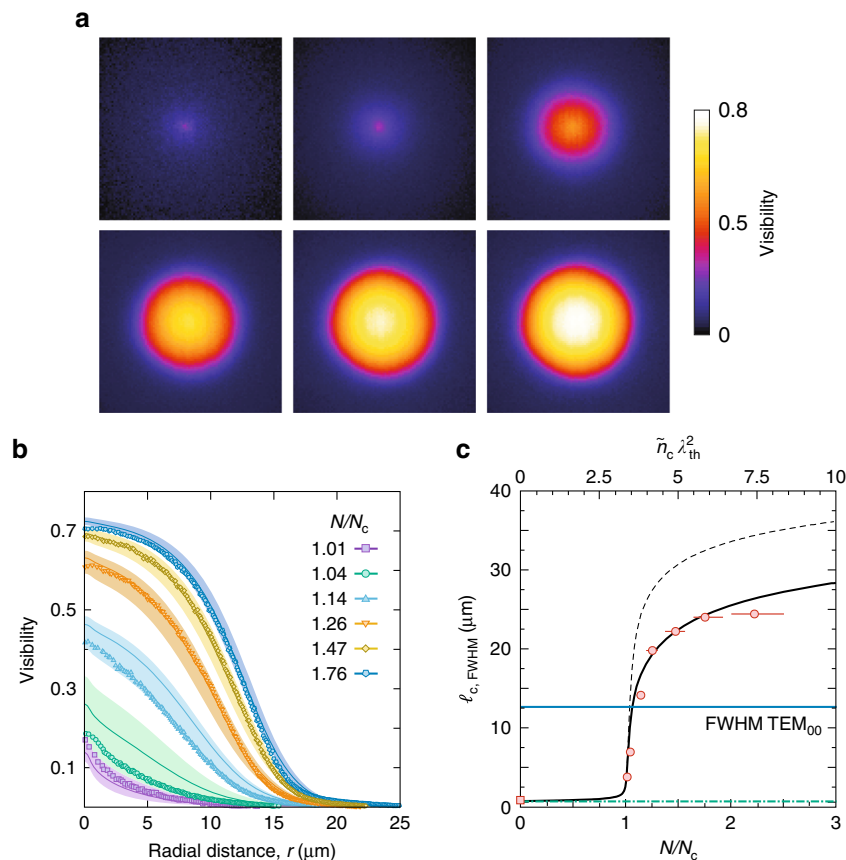 a
0.8
0.5
0
Visibility
b
0.7
0.5
0.3
0.1
Visibility
N/Nc
1.01
1.04
1.14
1.26
1.47
1.76
0 5 10 15 20 25
Radial distance, r (μm)
c
ñc λ²th
0 2.5 5 7.5 10
40
30
20
10
0
ℓc, FWHM (μm)
FWHM TEM00
0 1 2 3
N/Nc